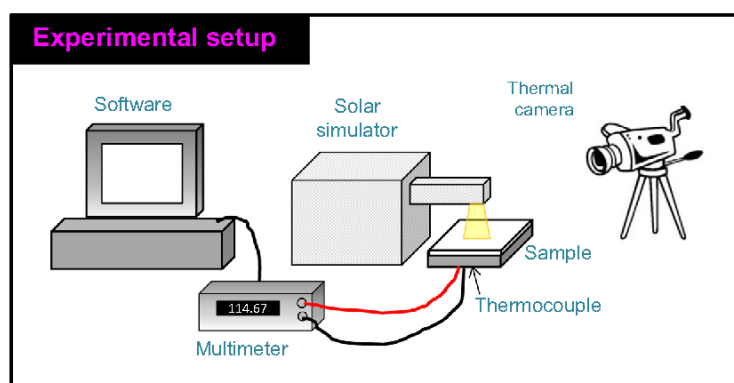 Experimental setup
Software
Solar
simulator
Thermal
camera
Sample
Thermocouple
114.67
Multimeter